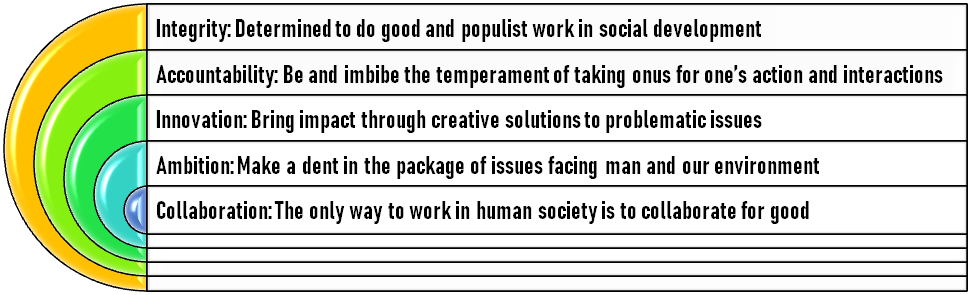 Integrity: Determined to do good and populist work in social development
Accountability: Be and imbibe the temperament of taking onus for one's action and interactions
Innovation: Bring impact through creative solutions to problematic issues
Ambition: Make a dent in the package of issues facing man and our environment
Collaboration: The only way to work in human society is to collaborate for good